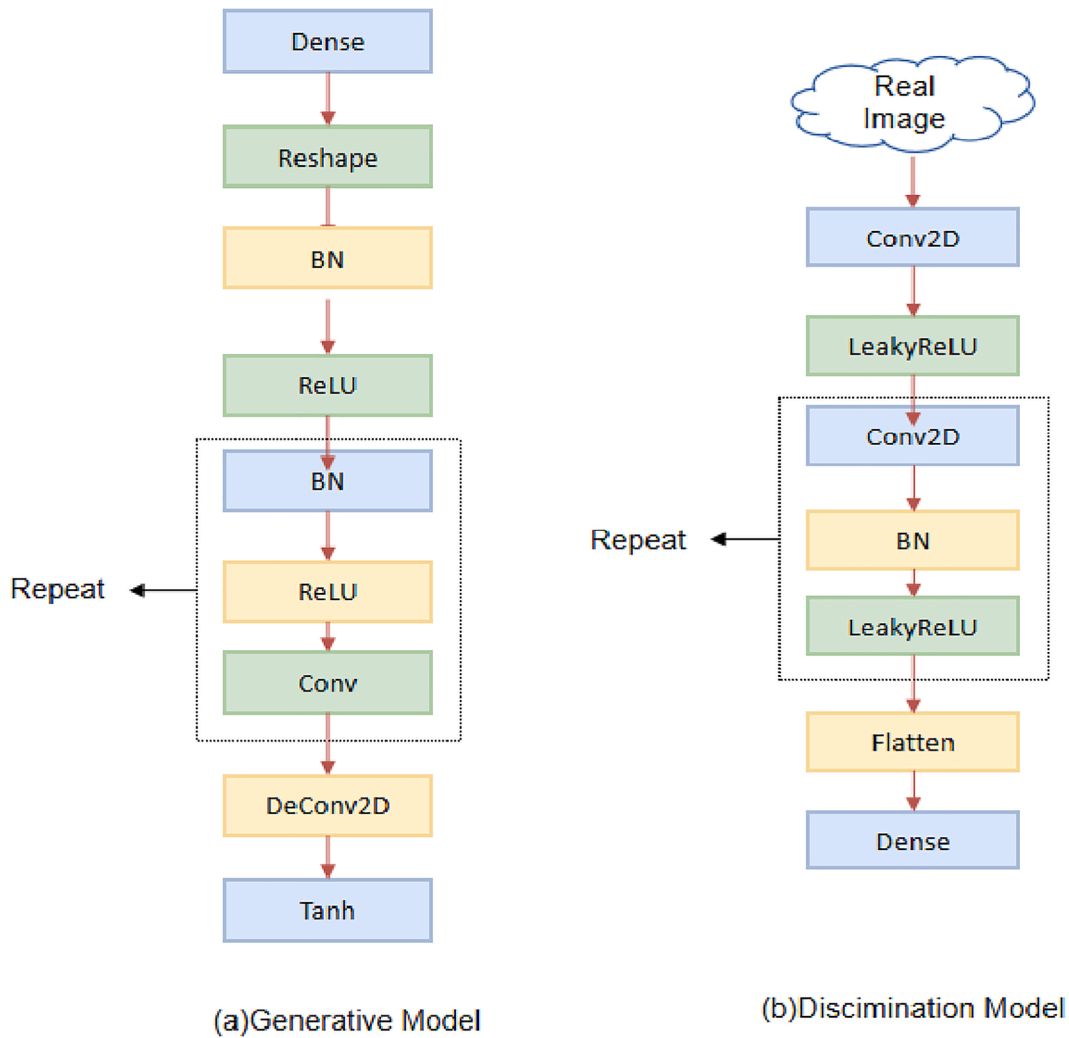 Dense
Reshape
BN
ReLU
BN
ReLU
Conv
Repeat
DeConv2D
Tanh
(a)Generative Model
Real
Image
Conv2D
LeakyReLU
Conv2D
BN
LeakyReLU
Repeat
Flatten
Dense
(b)Discimination Model